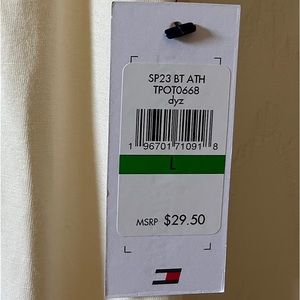 SP23 BT ATH
TPOT0668
dyz
1 96701 71091 8
L
MSRP $29.50